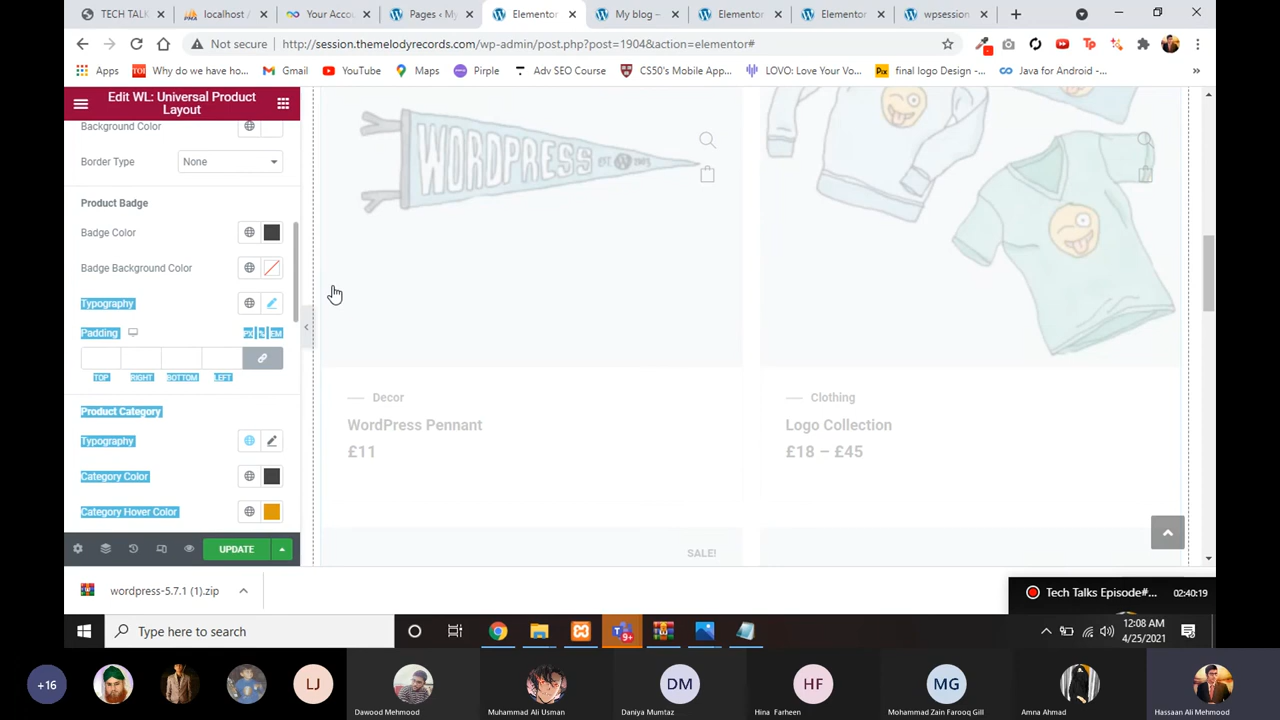 TECH TALK
localhost /
Your Accou
Pages ‹ My
Elementor
My blog –
Elementor
Elementor
wpsession
Not secure
http://session.themelodyrecords.com/wp-admin/post.php?post=1904&action=elementor#
Apps
Why do we have ho...
Gmail
YouTube
Maps
Pirple
Adv SEO Course
CS50's Mobile App...
LOVO: Love Your Vo...
final logo Design -...
Java for Android -...
»
Edit WL: Universal Product Layout
Background Color
Border Type
None
Product Badge
Badge Color
Badge Background Color
Typography
Padding
PX % EM
TOP RIGHT BOTTOM LEFT
Product Category
Typography
Category Color
Category Hover Color
UPDATE
WORDPRESS EST 2003
Decor
WordPress Pennant
£11
Clothing
Logo Collection
£18 – £45
SALE!
wordpress-5.7.1 (1).zip
Tech Talks Episode#...
02:40:19
Type here to search
9+
12:08 AM
4/25/2021
+16
LJ
DM
HF
MG
Dawood Mehmood
Muhammad Ali Usman
Daniya Mumtaz
Hina Farheen
Mohammad Zain Farooq Gill
Amna Ahmad
Hassaan Ali Mehmood